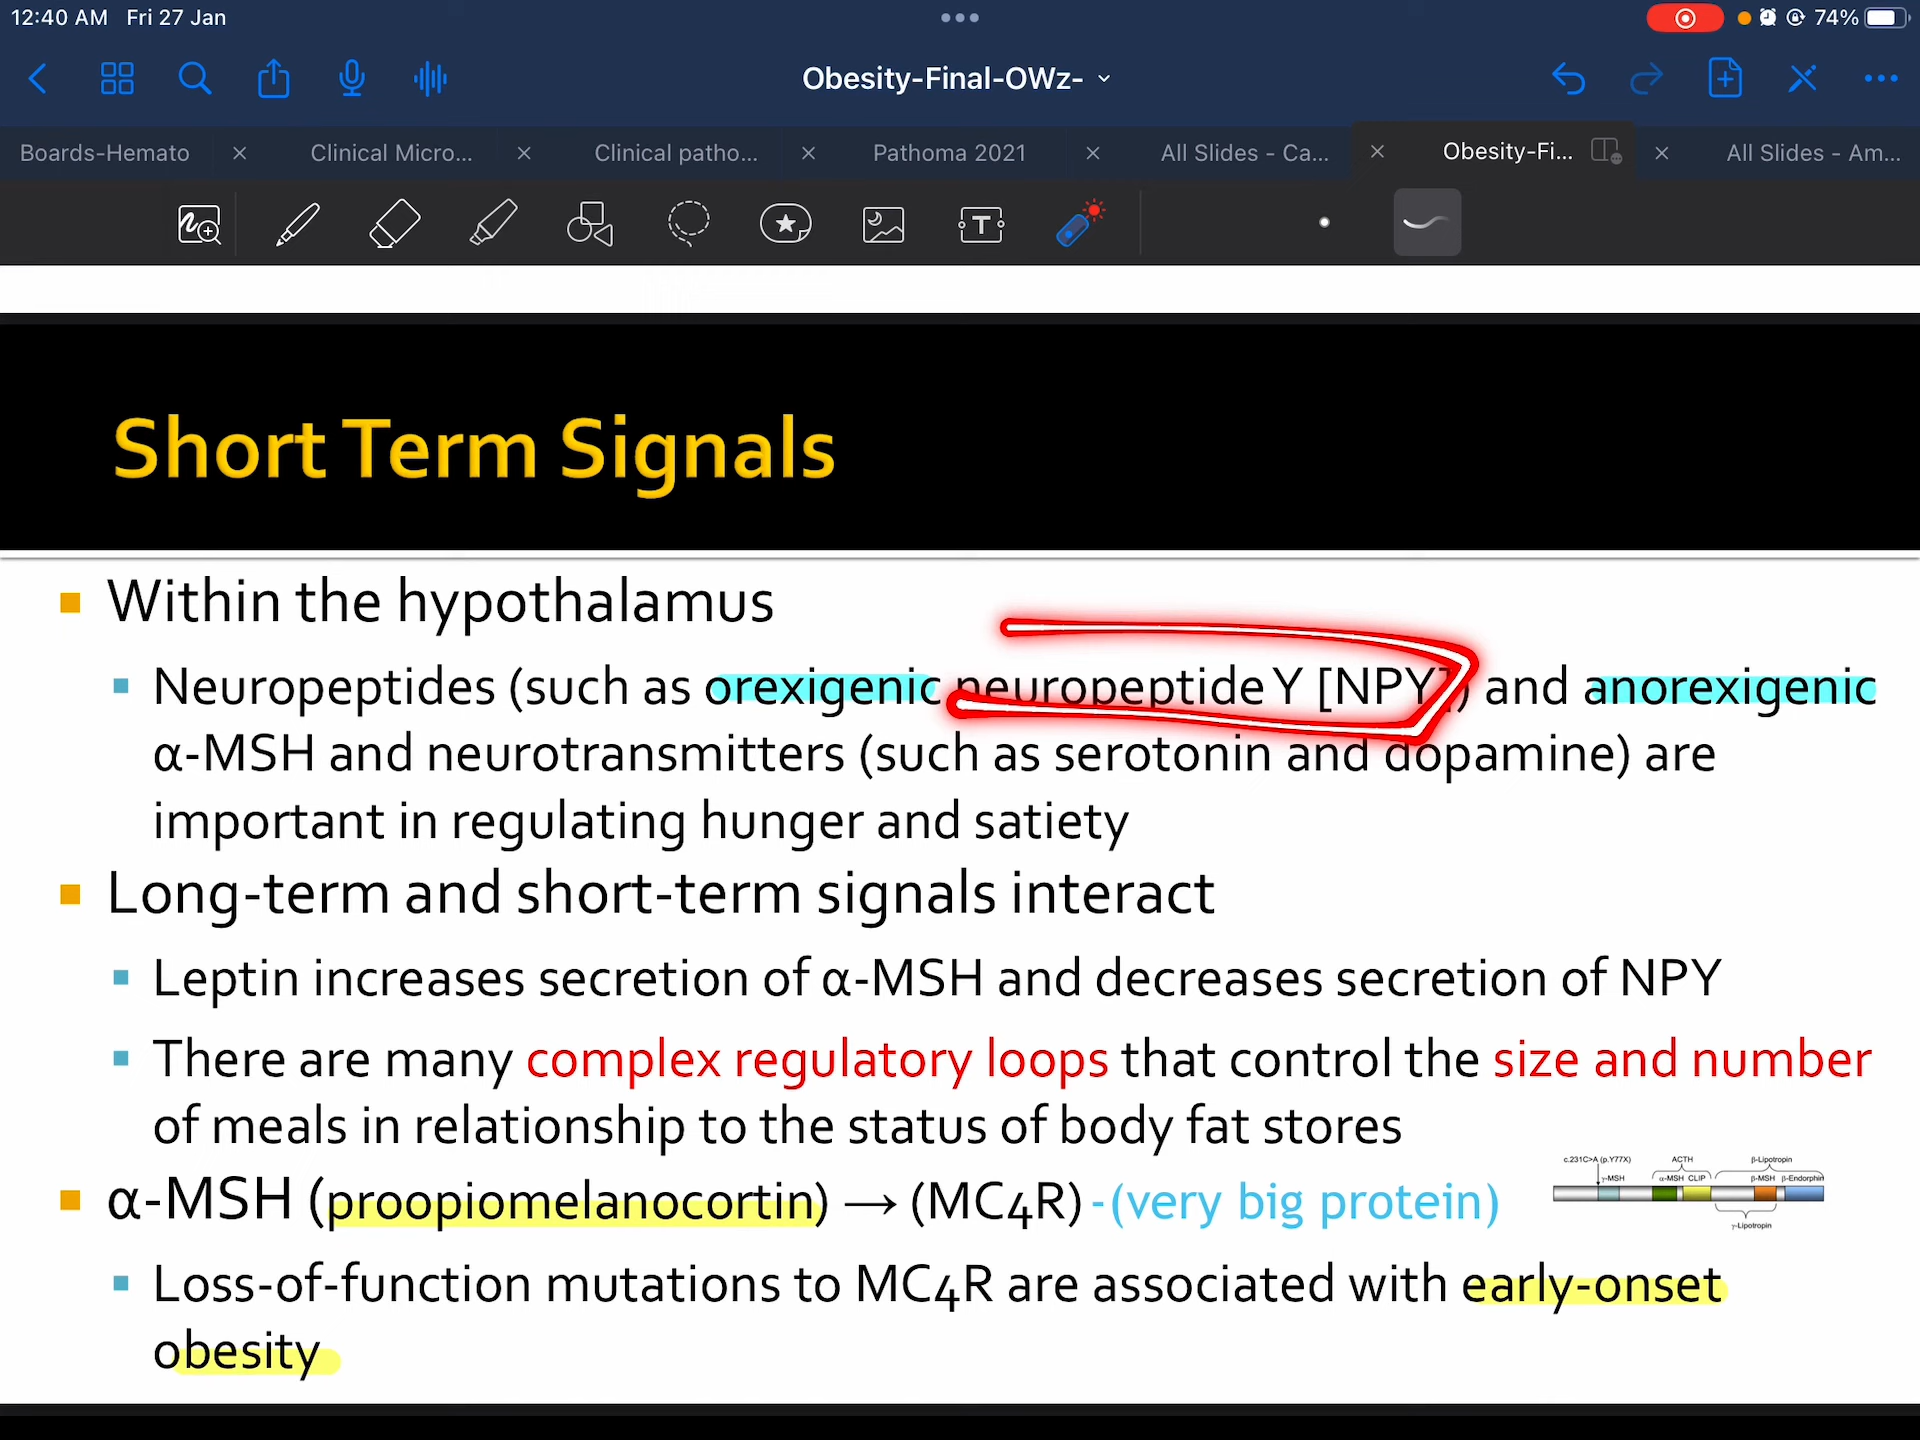 12:40 AM Fri 27 Jan
74%
Obesity-Final-OWz-
Boards-Hemato
Clinical Micro...
Clinical patho...
Pathoma 2021
All Slides - Ca...
Obesity-Fi...
All Slides - Am...
T
Short Term Signals
Within the hypothalamus
Neuropeptides (such as orexigenic neuropeptide Y [NPY]) and anorexigenic
α-MSH and neurotransmitters (such as serotonin and dopamine) are
important in regulating hunger and satiety
Long-term and short-term signals interact
Leptin increases secretion of α-MSH and decreases secretion of NPY
There are many complex regulatory loops that control the size and number
of meals in relationship to the status of body fat stores
α-MSH (proopiomelanocortin) → (MC4R) -(very big protein)
c.231C>A (p.Y77X) ACTH β-Lipotropin
γ-MSH α-MSH CLIP β-MSH β-Endorphin
γ-Lipotropin
Loss-of-function mutations to MC4R are associated with early-onset
obesity